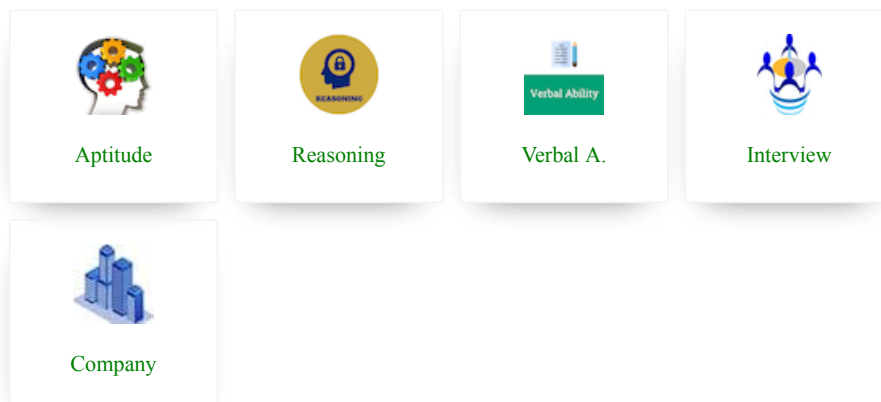 REASONING
Verbal Ability
Aptitude
Reasoning
Verbal A.
Interview
Company